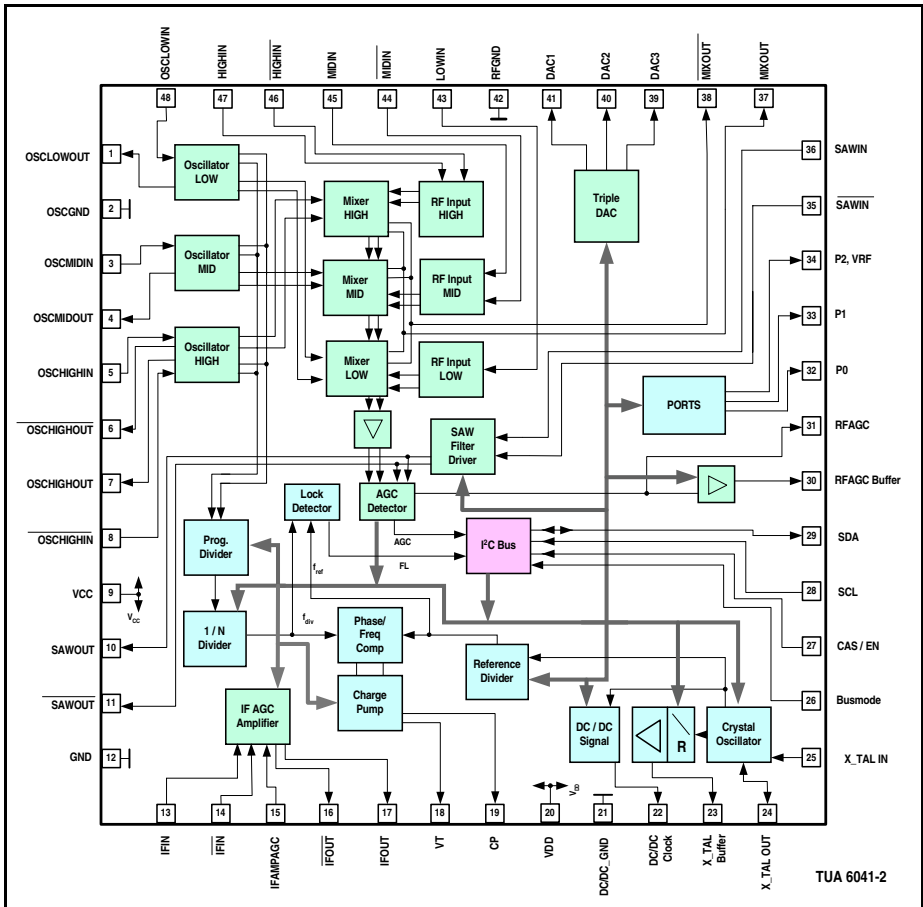 OSCLOWIN
HIGHIN
HIGHIN
MIDIN
MIDIN
LOWIN
RFGND
DAC1
DAC2
DAC3
MIXOUT
MIXOUT
48
47
46
45
44
43
42
41
40
39
38
37
OSCLOWOUT
1
OSCGND
2
OSCMIDIN
3
OSCMIDOUT
4
OSCHIGHIN
5
OSCHIGHOUT
6
OSCHIGHOUT
7
OSCHIGHIN
8
VCC
9
VCC
SAWOUT
10
SAWOUT
11
GND
12
Oscillator
LOW
Oscillator
MID
Oscillator
HIGH
Mixer
HIGH
RF Input
HIGH
Mixer
MID
RF Input
MID
Mixer
LOW
RF Input
LOW
Triple
DAC
PORTS
SAW
Filter
Driver
Lock
Detector
AGC
Detector
AGC
FL
I²C Bus
Prog.
Divider
fref
fdiv
1 / N
Divider
Phase/
Freq
Comp
Charge
Pump
Reference
Divider
IF AGC
Amplifier
DC / DC
Signal
/
R
Crystal
Oscillator
VB
36
SAWIN
35
SAWIN
34
P2, VRF
33
P1
32
P0
31
RFAGC
30
RFAGC Buffer
29
SDA
28
SCL
27
CAS / EN
26
Busmode
25
X_TAL IN
13
14
15
16
17
18
19
20
21
22
23
24
IFIN
IFIN
IFAMPAGC
IFOUT
IFOUT
VT
CP
VDD
DC/DC_GND
DC/DC
Clock
X_TAL
Buffer
X_TAL OUT
TUA 6041-2